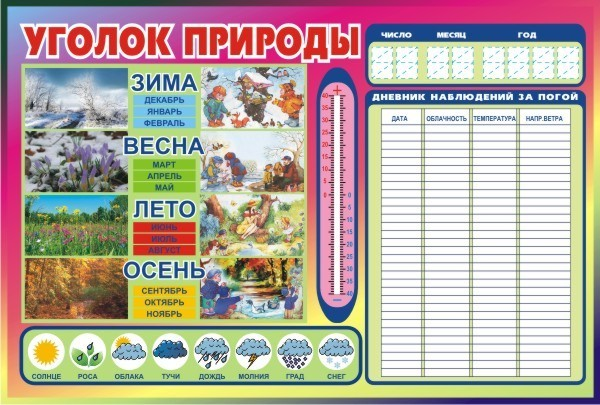 УГОЛОК ПРИРОДЫ
ЗИМА
ДЕКАБРЬ
ЯНВАРЬ
ФЕВРАЛЬ
ВЕСНА
МАРТ
АПРЕЛЬ
МАЙ
ЛЕТО
ИЮНЬ
ИЮЛЬ
АВГУСТ
ОСЕНЬ
СЕНТЯБРЬ
ОКТЯБРЬ
НОЯБРЬ
СОЛНЦЕ РОСА ОБЛАКА ТУЧИ ДОЖДЬ МОЛНИЯ ГРАД СНЕГ
ЧИСЛО МЕСЯЦ ГОД
ДНЕВНИК НАБЛЮДЕНИЙ ЗА ПОГОЙ
ДАТА ОБЛАЧНОСТЬ ТЕМПЕРАТУРА НАПР.ВЕТРА